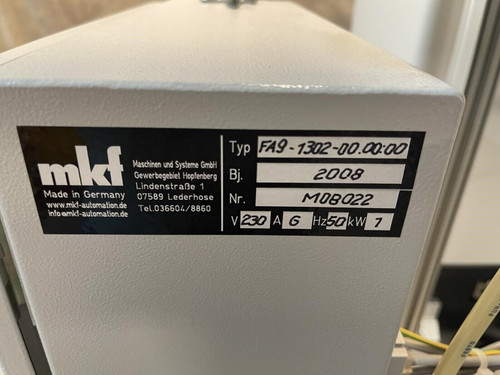 mkf
Made in Germany
www.mkf-automation.de
info@mkf-automation.de
Maschinen und Systeme GmbH
Gewerbegebiet Hopfenberg
Lindenstraße 1
07589 Lederhose
Tel.036604/8860
Typ FA9-1302-00.00:00
Bj. 2008
Nr. M08022
V 230 A 6 Hz 50 kW 1